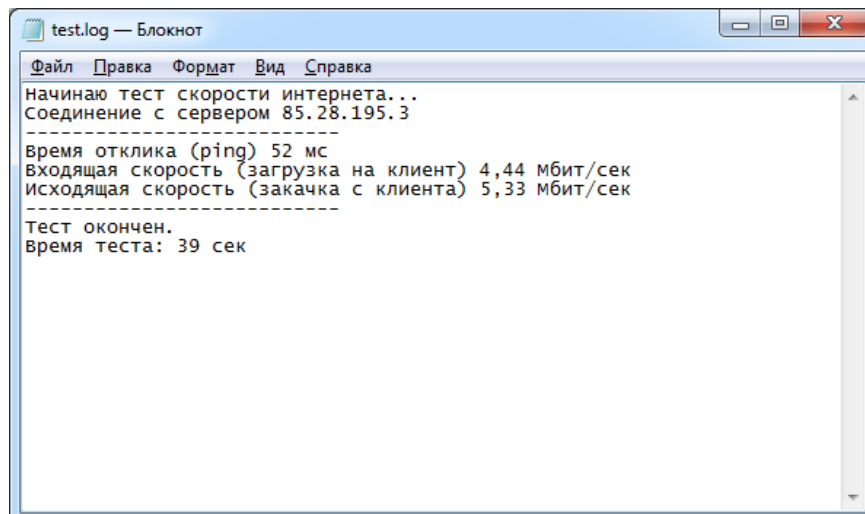 test.log — Блокнот
Файл Правка Формат Вид Справка
Начинаю тест скорости интернета...
Соединение с сервером 85.28.195.3
---------------------------
Время отклика (ping) 52 мс
Входящая скорость (загрузка на клиент) 4,44 Мбит/сек
Исходящая скорость (закачка с клиента) 5,33 Мбит/сек
---------------------------
Тест окончен.
Время теста: 39 сек